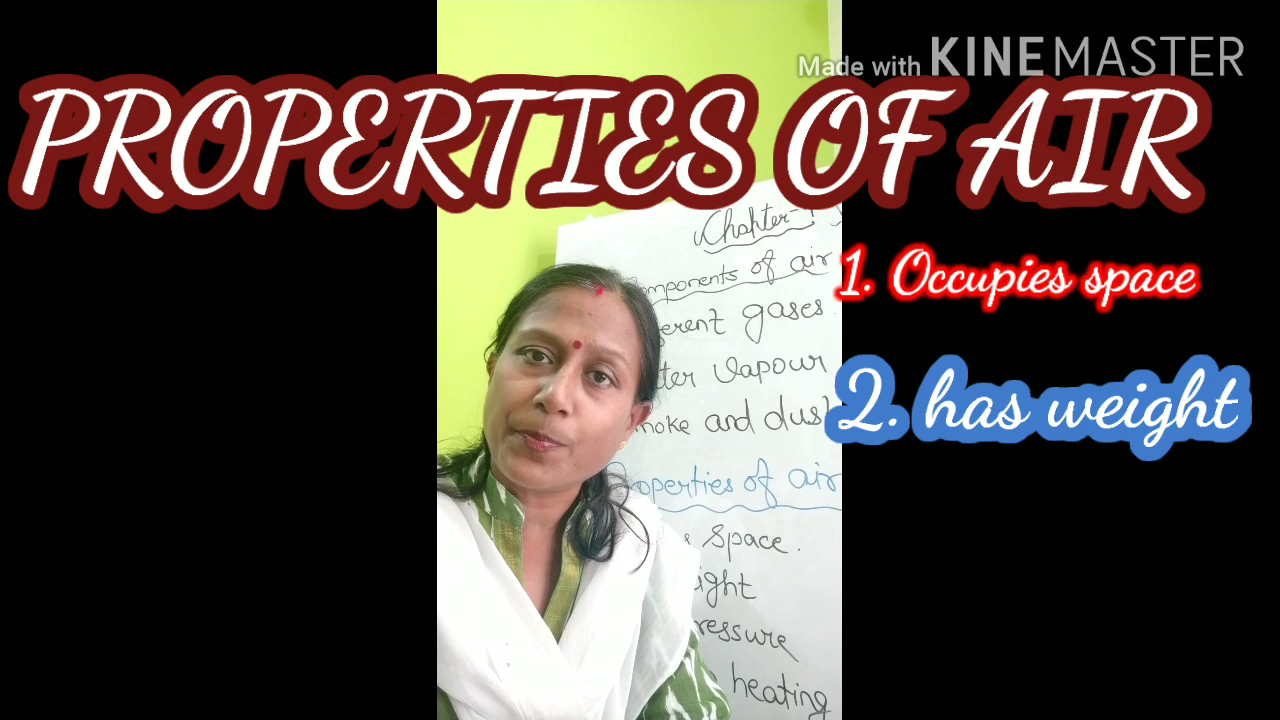 Made with KINEMASTER
PROPERTIES OF AIR
1. Occupies space
2. has weight
Chapter-
omponents of air
erent gases
ter Vapour
moke and dust
roperties of air
space.
ight
ressure
heating